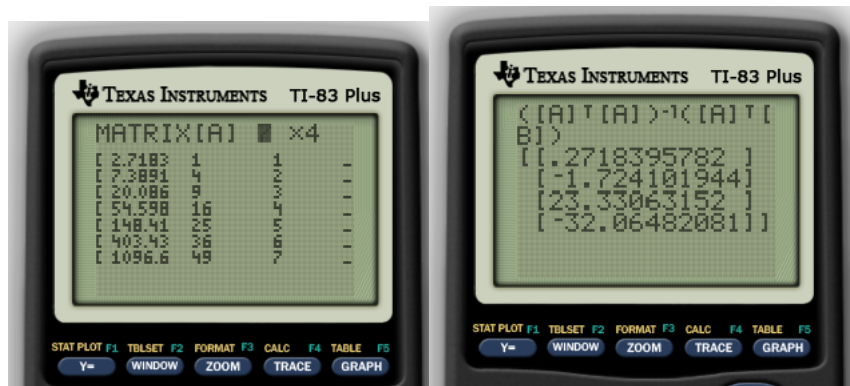 TEXAS INSTRUMENTS TI-83 Plus
MATRIX[A] █ ×4
[ 2.7183 1 1 _
[ 7.3891 4 2 _
[ 20.086 9 3 _
[ 54.598 16 4 _
[ 148.41 25 5 _
[ 403.43 36 6 _
[ 1096.6 49 7 _
STAT PLOT F1 TBLSET F2 FORMAT F3 CALC F4 TABLE F5
Y= WINDOW ZOOM TRACE GRAPH
TEXAS INSTRUMENTS TI-83 Plus
([A]ᵀ[A])⁻¹([A]ᵀ[
B])
[[.2718395782 ]
[-1.724101944]
[23.33063152 ]
[-32.06482081]]
STAT PLOT F1 TBLSET F2 FORMAT F3 CALC F4 TABLE F5
Y= WINDOW ZOOM TRACE GRAPH